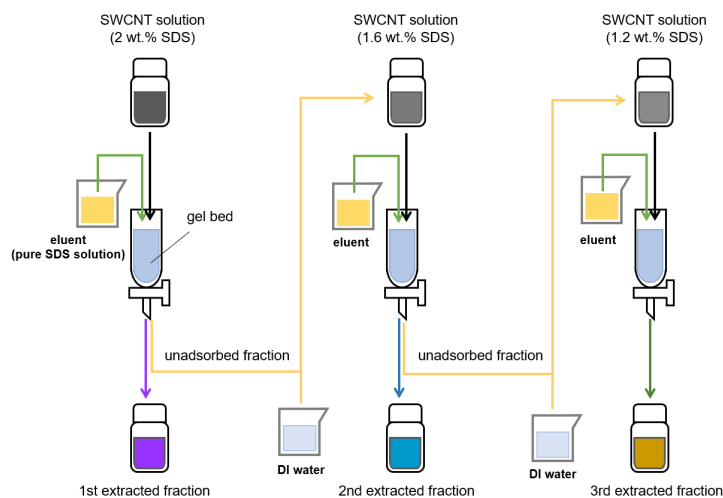 SWCNT solution
(2 wt.% SDS)
SWCNT solution
(1.6 wt.% SDS)
SWCNT solution
(1.2 wt.% SDS)
eluent
(pure SDS solution)
gel bed
eluent
eluent
unadsorbed fraction
unadsorbed fraction
DI water
DI water
1st extracted fraction
2nd extracted fraction
3rd extracted fraction